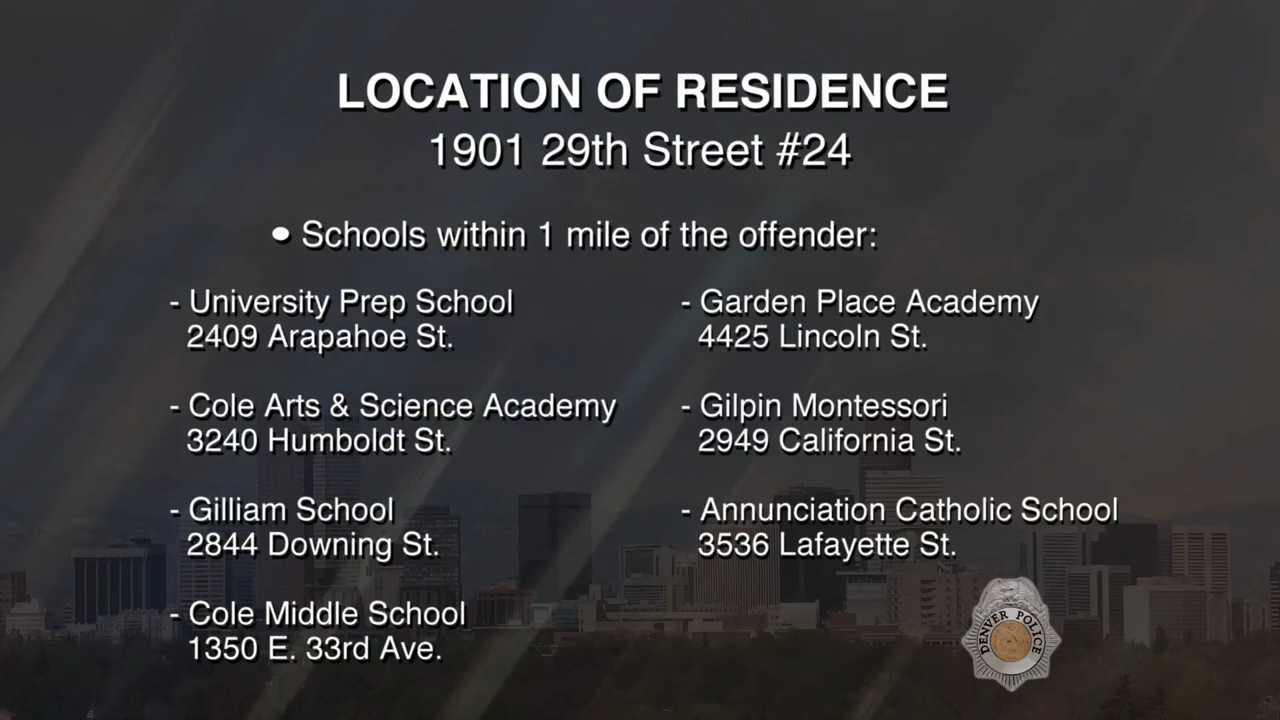 LOCATION OF RESIDENCE
1901 29th Street #24
• Schools within 1 mile of the offender:
- University Prep School
2409 Arapahoe St.
- Cole Arts & Science Academy
3240 Humboldt St.
- Gilliam School
2844 Downing St.
- Cole Middle School
1350 E. 33rd Ave.
- Garden Place Academy
4425 Lincoln St.
- Gilpin Montessori
2949 California St.
- Annunciation Catholic School
3536 Lafayette St.
DENVER POLICE